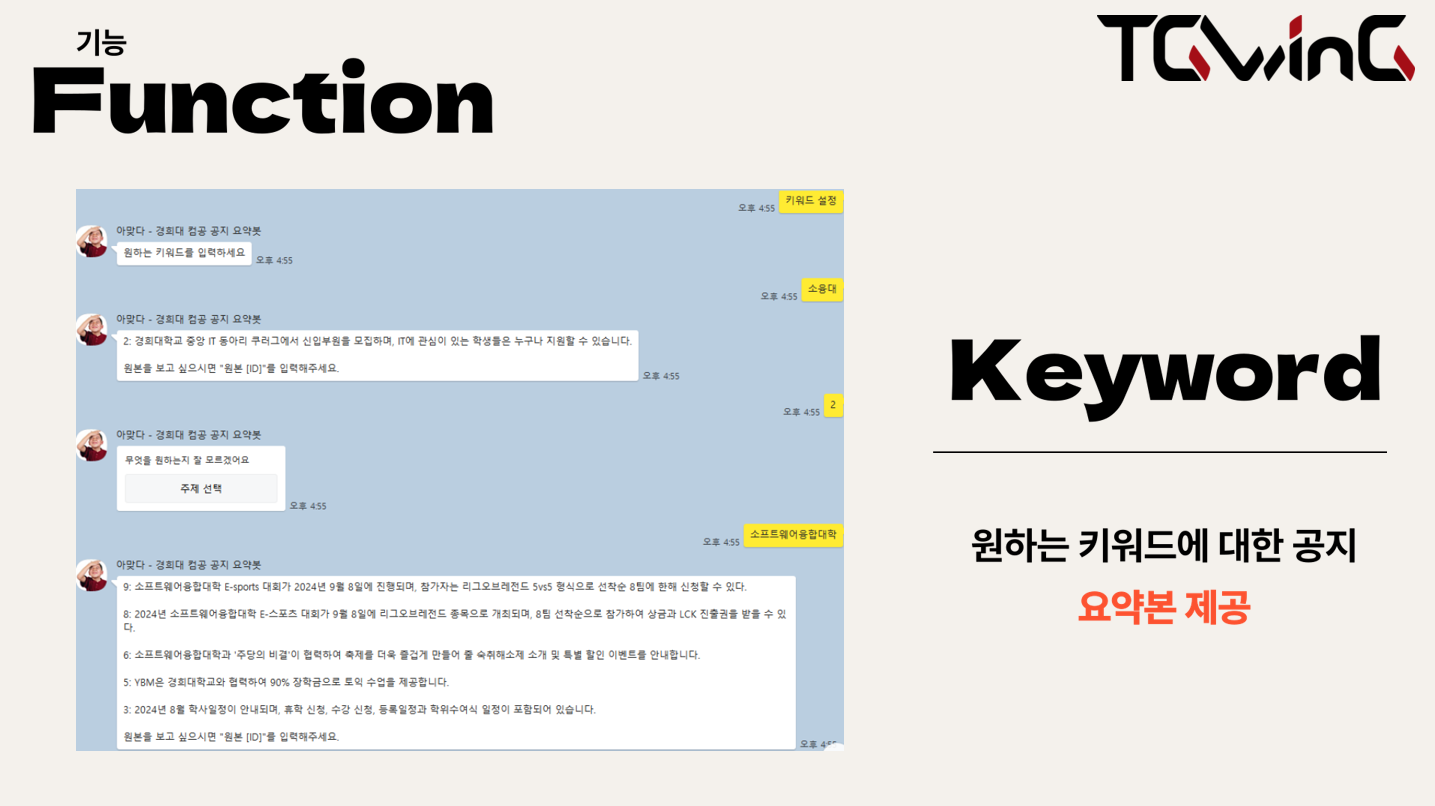 기능
Function
TQWinG
키워드 설정
오후 4:55
아맞다 - 경희대 컴공 공지 요약봇
원하는 키워드를 입력하세요
오후 4:55
소융대
오후 4:55
아맞다 - 경희대 컴공 공지 요약봇
2: 경희대학교 중앙 IT 동아리 쿠러그에서 신입부원을 모집하며, IT에 관심이 있는 학생들은 누구나 지원할 수 있습니다.
원본을 보고 싶으시면 "원본 [ID]"를 입력해주세요.
오후 4:55
2
오후 4:55
아맞다 - 경희대 컴공 공지 요약봇
무엇을 원하는지 잘 모르겠어요
주제 선택
오후 4:55
소프트웨어융합대학
오후 4:55
아맞다 - 경희대 컴공 공지 요약봇
9: 소프트웨어융합대학 E-sports 대회가 2024년 9월 8일에 진행되며, 참가자는 리그오브레전드 5vs5 형식으로 선착순 8팀에 한해 신청할 수 있다.
8: 2024년 소프트웨어융합대학 E-스포츠 대회가 9월 8일에 리그오브레전드 종목으로 개최되며, 8팀 선착순으로 참가하여 상금과 LCK 진출권을 받을 수 있
다.
6: 소프트웨어융합대학과 '주당의 비결'이 협력하여 축제를 더욱 즐겁게 만들어 줄 숙취해소제 소개 및 특별 할인 이벤트를 안내합니다.
5: YBM은 경희대학교와 협력하여 90% 장학금으로 토익 수업을 제공합니다.
3: 2024년 8월 학사일정이 안내되며, 휴학 신청, 수강 신청, 등록일정과 학위수여식 일정이 포함되어 있습니다.
원본을 보고 싶으시면 "원본 [ID]"를 입력해주세요.
오후 4:55
Keyword
원하는 키워드에 대한 공지
요약본 제공